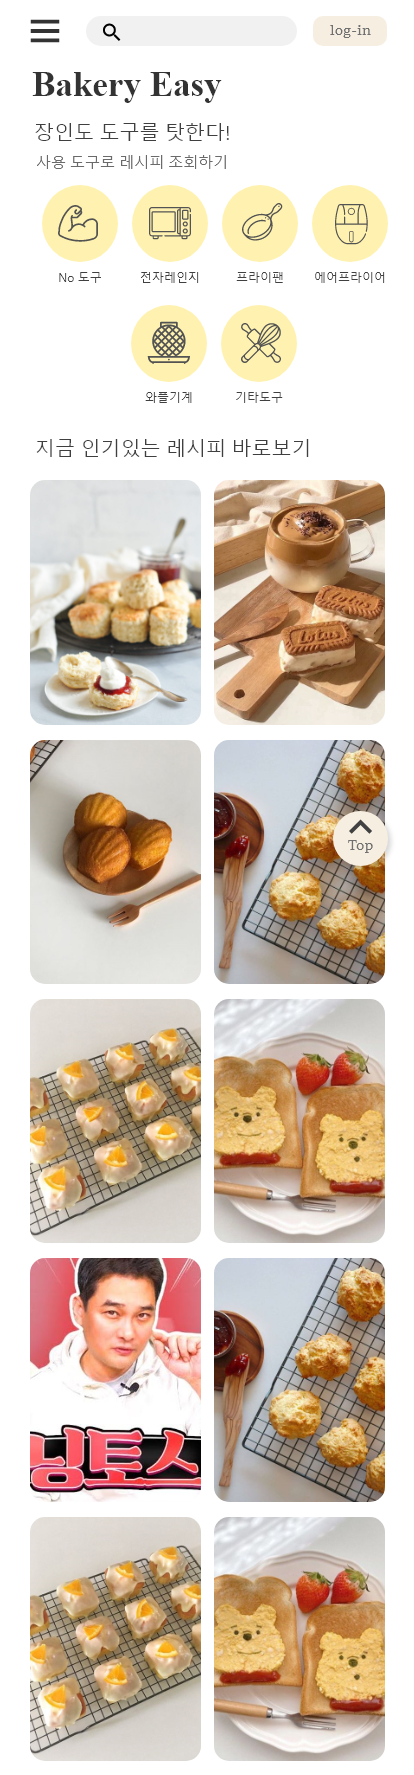 log-in
Bakery Easy
장인도 도구를 탓한다!
사용 도구로 레시피 조회하기
No 도구
전자레인지
프라이팬
에어프라이어
와플기계
기타도구
지금 인기있는 레시피 바로보기
Lotus
Lotus
Top
닝토스